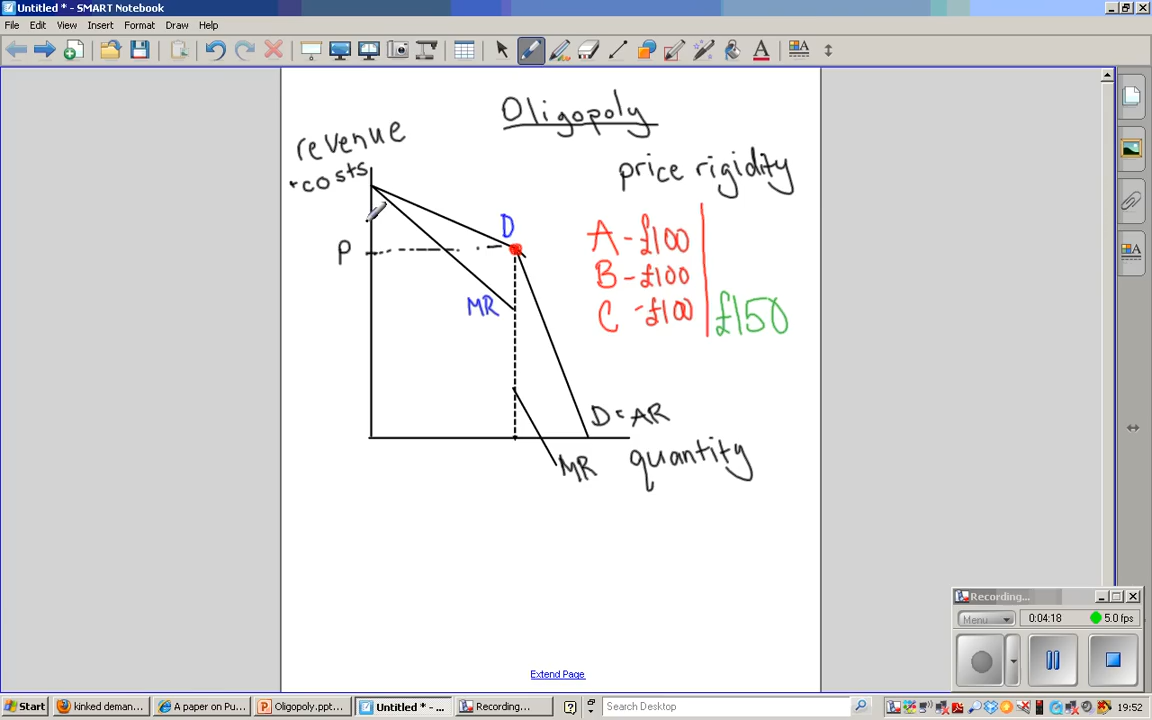 Untitled * - SMART Notebook
File Edit View Insert Format Draw Help
Oligopoly
revenue
+costs
price rigidity
P
D
MR
A - £100
B - £100
C - £100
£150
D = AR
MR
quantity
Extend Page
Recording...
Menu
0:04:18
5.0 fps
Start
kinked deman...
A paper on Pu...
Oligopoly.ppt...
Untitled * - ...
Recording...
Search Desktop
19:52